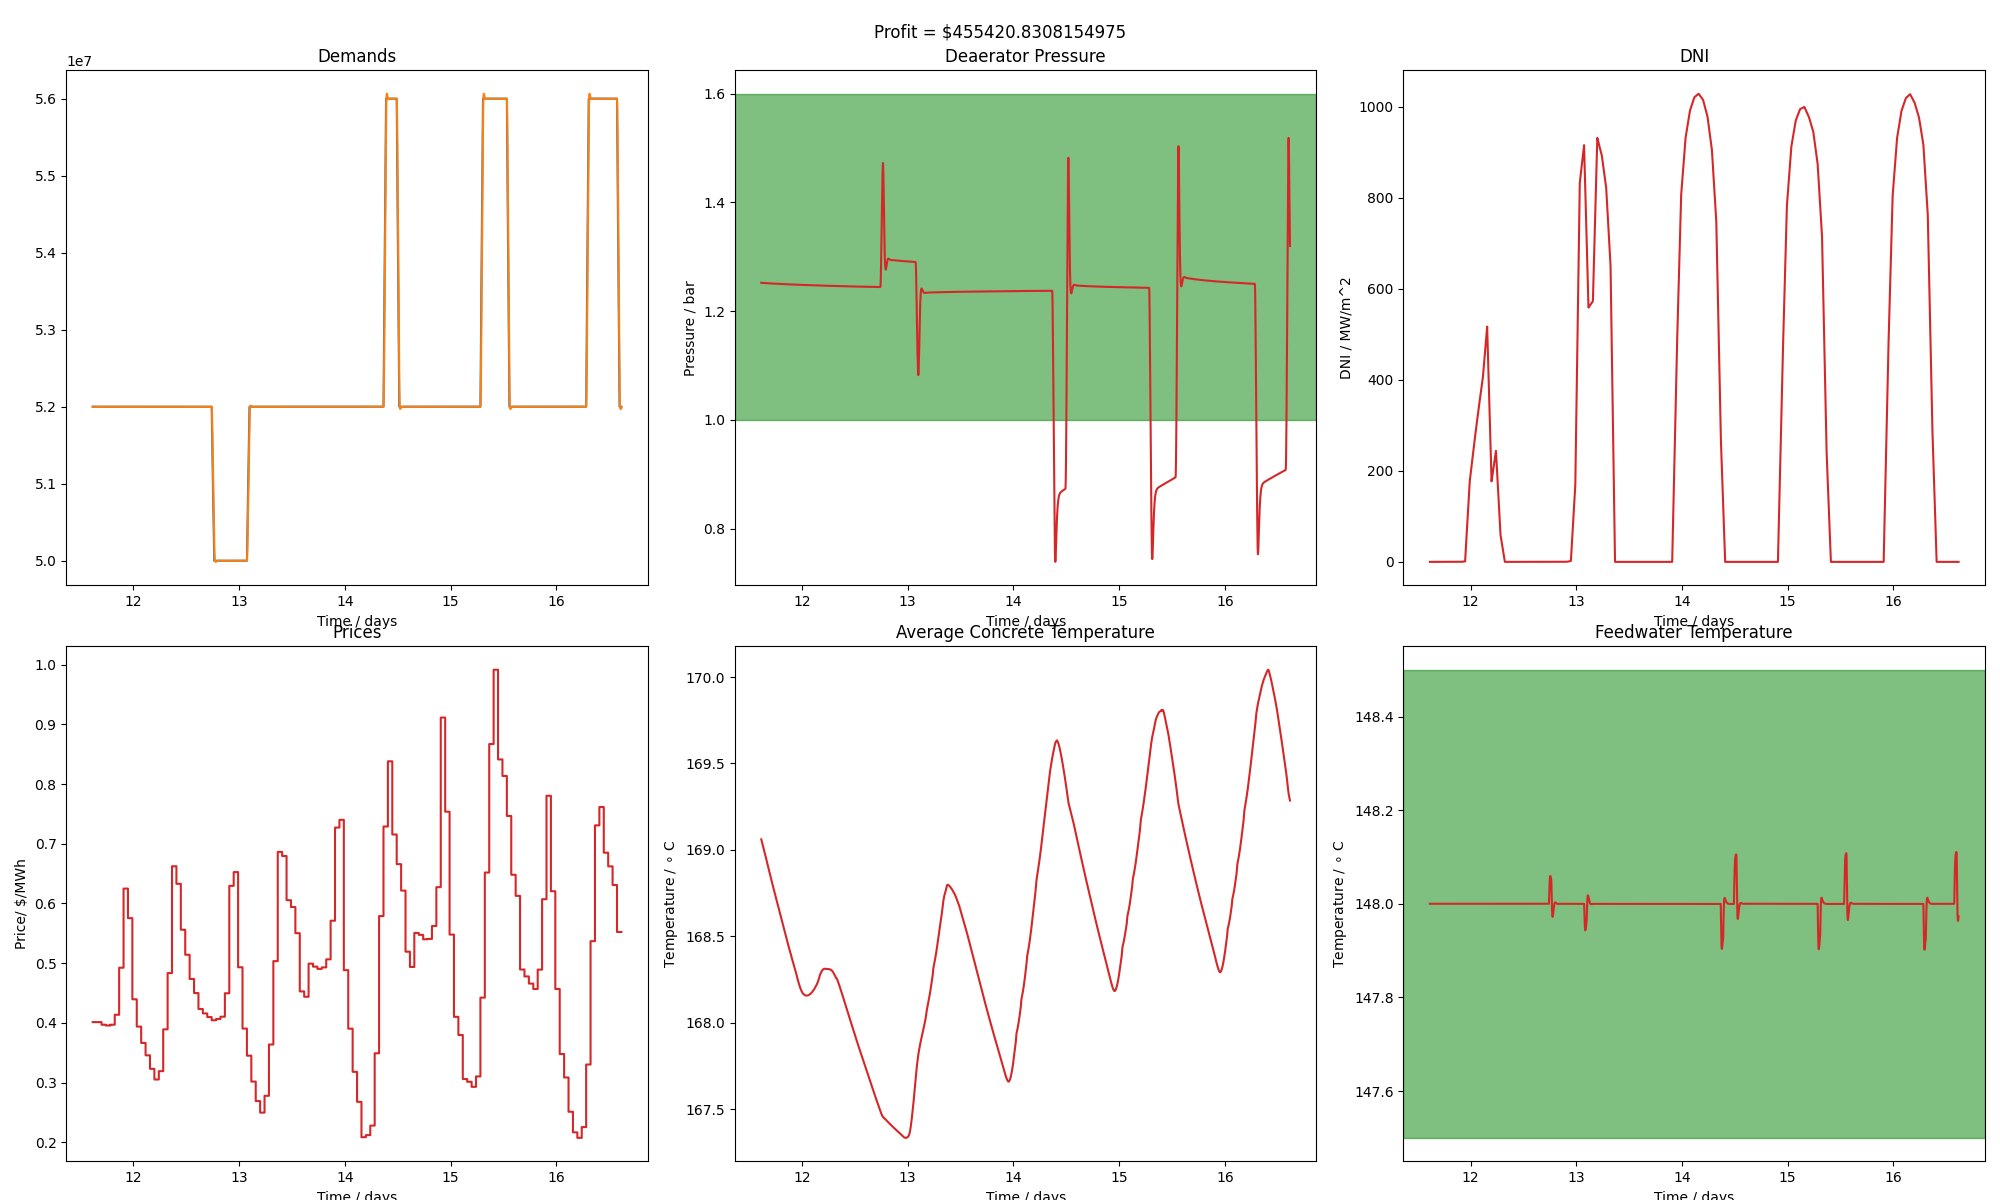 Profit = $455420.8308154975
Demands
1e7
5.6
5.5
5.4
5.3
5.2
5.1
5.0
12 13 14 15 16
Time / days
Deaerator Pressure
Pressure / bar
1.6
1.4
1.2
1.0
0.8
12 13 14 15 16
Time / days
DNI
DNI / MW/m^2
1000
800
600
400
200
0
12 13 14 15 16
Time / days
Prices
Price/ $/MWh
1.0
0.9
0.8
0.7
0.6
0.5
0.4
0.3
0.2
12 13 14 15 16
Time / days
Average Concrete Temperature
Temperature / ∘ C
170.0
169.5
169.0
168.5
168.0
167.5
12 13 14 15 16
Time / days
Feedwater Temperature
Temperature / ∘ C
148.4
148.2
148.0
147.8
147.6
12 13 14 15 16
Time / days